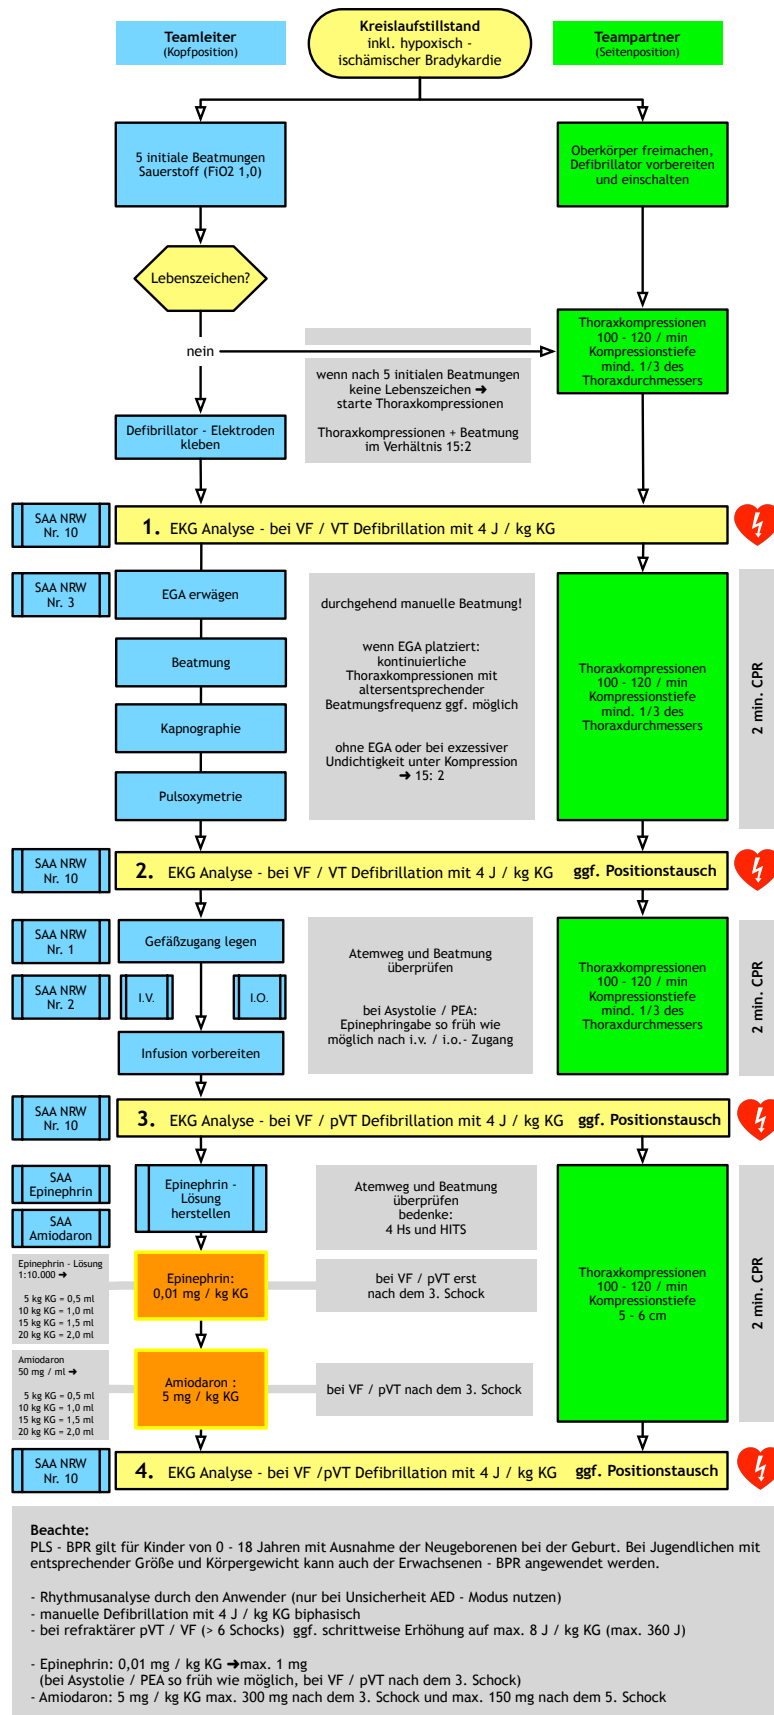 Teamleiter
(Kopfposition)
Kreislaufstillstand
inkl. hypoxisch -
ischämischer Bradykardie
Teampartner
(Seitenposition)
5 initiale Beatmungen
Sauerstoff (FiO2 1,0)
Oberkörper freimachen,
Defibrillator vorbereiten
und einschalten
Lebenszeichen?
nein
wenn nach 5 initialen Beatmungen
keine Lebenszeichen ➜
starte Thoraxkompressionen
Thoraxkompressionen + Beatmung
im Verhältnis 15:2
Thoraxkompressionen
100 - 120 / min
Kompressionstiefe
mind. 1/3 des
Thoraxdurchmessers
Defibrillator - Elektroden
kleben
SAA NRW
Nr. 10
1. EKG Analyse - bei VF / VT Defibrillation mit 4 J / kg KG
SAA NRW
Nr. 3
EGA erwägen
Beatmung
Kapnographie
Pulsoxymetrie
durchgehend manuelle Beatmung!
wenn EGA platziert:
kontinuierliche
Thoraxkompressionen mit
altersentsprechender
Beatmungsfrequenz ggf. möglich
ohne EGA oder bei exzessiver
Undichtigkeit unter Kompression
➜ 15: 2
Thoraxkompressionen
100 - 120 / min
Kompressionstiefe
mind. 1/3 des
Thoraxdurchmessers
2 min. CPR
SAA NRW
Nr. 10
2. EKG Analyse - bei VF / VT Defibrillation mit 4 J / kg KG ggf. Positionstausch
SAA NRW
Nr. 1
Gefäßzugang legen
SAA NRW
Nr. 2
I.V.
I.O.
Infusion vorbereiten
Atemweg und Beatmung
überprüfen
bei Asystolie / PEA:
Epinephringabe so früh wie
möglich nach i.v. / i.o.- Zugang
Thoraxkompressionen
100 - 120 / min
Kompressionstiefe
mind. 1/3 des
Thoraxdurchmessers
2 min. CPR
SAA NRW
Nr. 10
3. EKG Analyse - bei VF / pVT Defibrillation mit 4 J / kg KG ggf. Positionstausch
SAA
Epinephrin
SAA
Amiodaron
Epinephrin -
Lösung
herstellen
Atemweg und Beatmung
überprüfen
bedenke:
4 Hs und HITS
Epinephrin - Lösung
1:10.000 ➜
5 kg KG = 0,5 ml
10 kg KG = 1,0 ml
15 kg KG = 1,5 ml
20 kg KG = 2,0 ml
Epinephrin:
0,01 mg / kg KG
bei VF / pVT erst
nach dem 3. Schock
Thoraxkompressionen
100 - 120 / min
Kompressionstiefe
5 - 6 cm
2 min. CPR
Amiodaron
50 mg / ml ➜
5 kg KG = 0,5 ml
10 kg KG = 1,0 ml
15 kg KG = 1,5 ml
20 kg KG = 2,0 ml
Amiodaron :
5 mg / kg KG
bei VF / pVT nach dem 3. Schock
SAA NRW
Nr. 10
4. EKG Analyse - bei VF /pVT Defibrillation mit 4 J / kg KG ggf. Positionstausch
Beachte:
PLS - BPR gilt für Kinder von 0 - 18 Jahren mit Ausnahme der Neugeborenen bei der Geburt. Bei Jugendlichen mit
entsprechender Größe und Körpergewicht kann auch der Erwachsenen - BPR angewendet werden.
- Rhythmusanalyse durch den Anwender (nur bei Unsicherheit AED - Modus nutzen)
- manuelle Defibrillation mit 4 J / kg KG biphasisch
- bei refraktärer pVT / VF (> 6 Schocks) ggf. schrittweise Erhöhung auf max. 8 J / kg KG (max. 360 J)
- Epinephrin: 0,01 mg / kg KG ➜max. 1 mg
(bei Asystolie / PEA so früh wie möglich, bei VF / pVT nach dem 3. Schock)
- Amiodaron: 5 mg / kg KG max. 300 mg nach dem 3. Schock und max. 150 mg nach dem 5. Schock